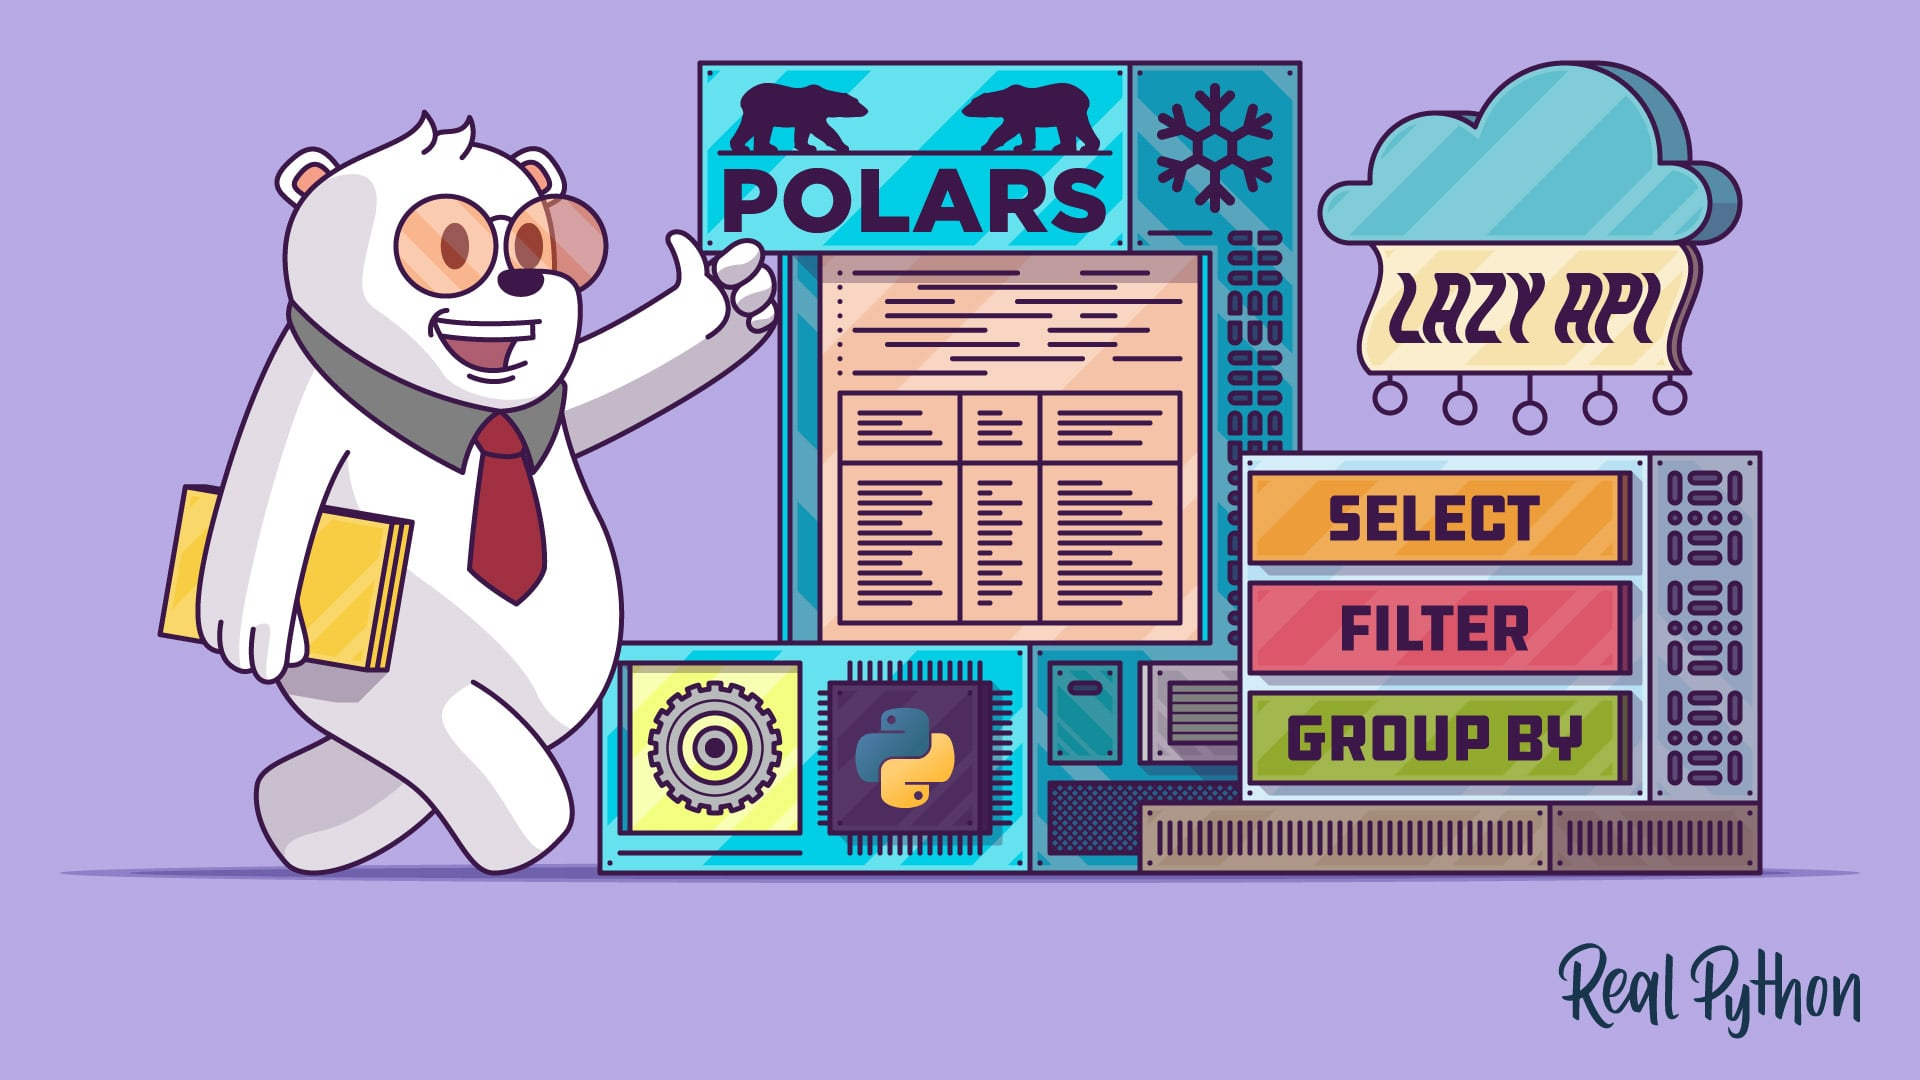 POLARS
LAZY API
SELECT
FILTER
GROUP BY
Real Python